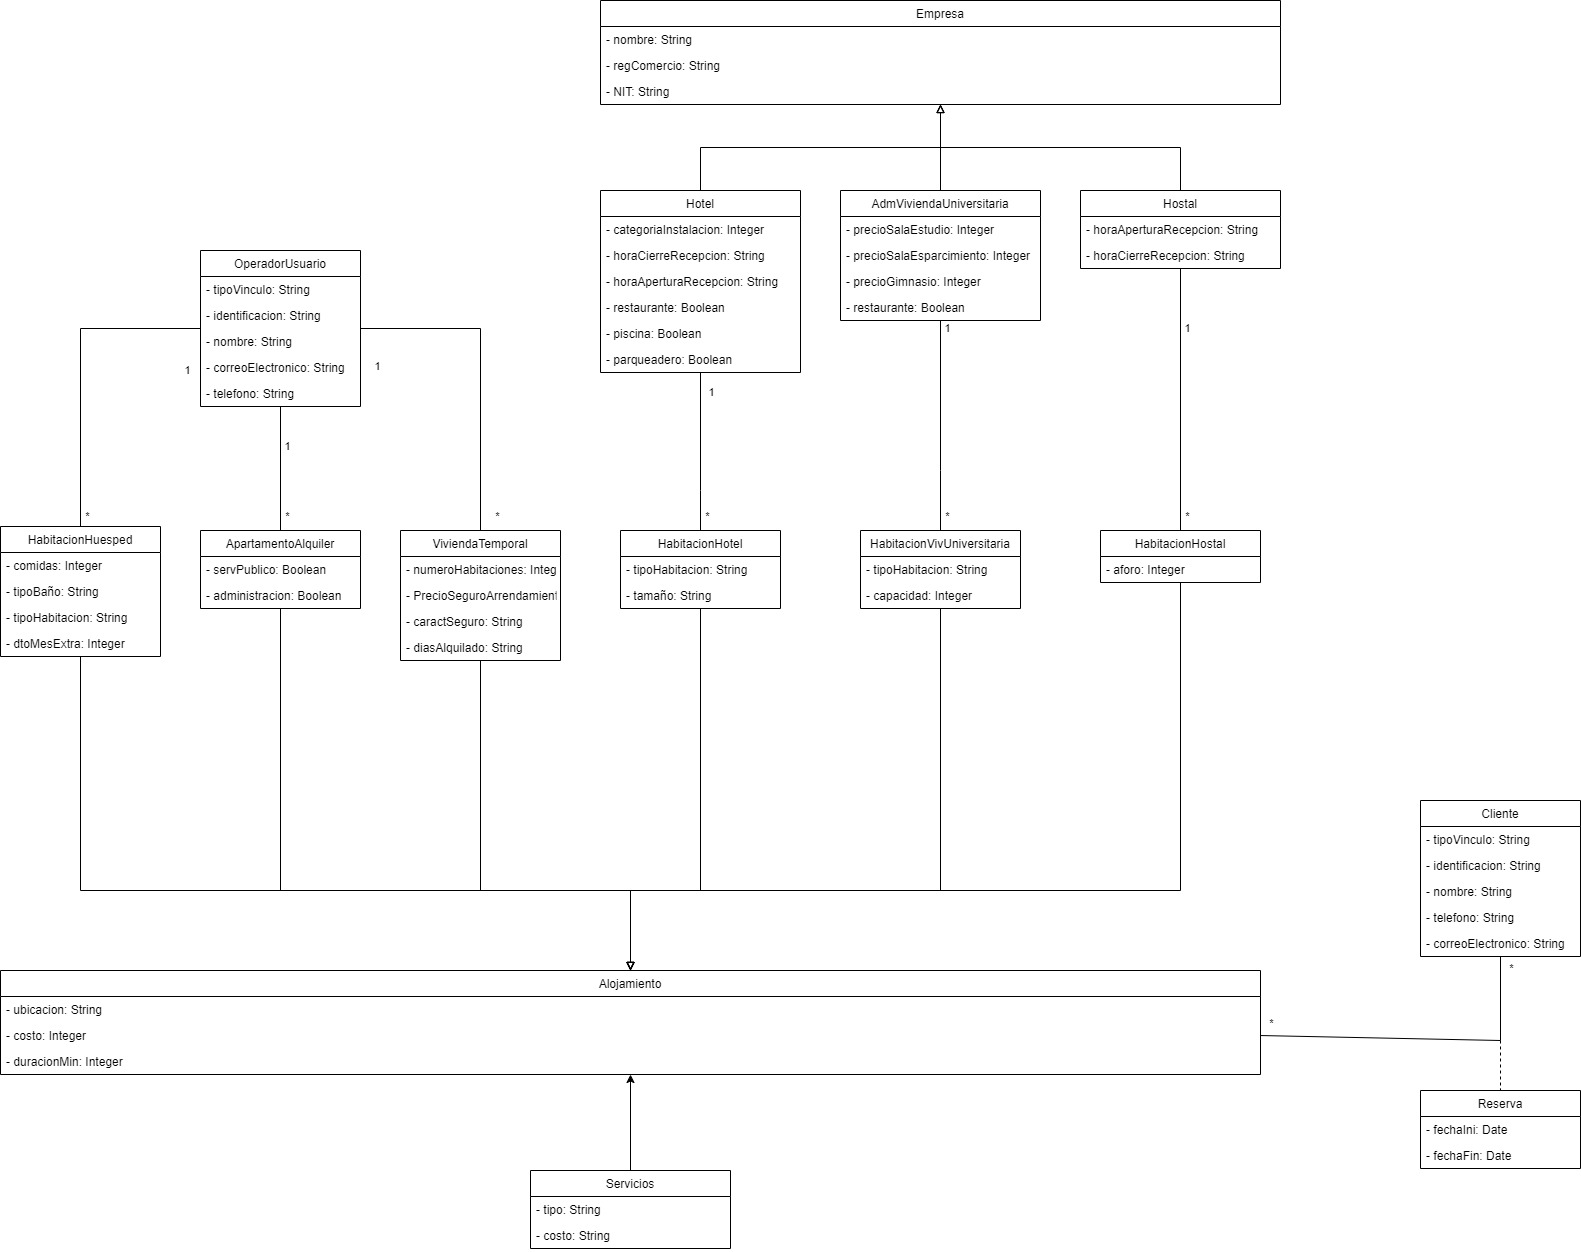 Empresa
- nombre: String
- regComercio: String
- NIT: String
Hotel
- categoriaInstalacion: Integer
- horaCierreRecepcion: String
- horaAperturaRecepcion: String
- restaurante: Boolean
- piscina: Boolean
- parqueadero: Boolean
1
AdmViviendaUniversitaria
- precioSalaEstudio: Integer
- precioSalaEsparcimiento: Integer
- precioGimnasio: Integer
- restaurante: Boolean
1
Hostal
- horaAperturaRecepcion: String
- horaCierreRecepcion: String
1
OperadorUsuario
- tipoVinculo: String
- identificacion: String
- nombre: String
- correoElectronico: String
- telefono: String
1
1
1
*
*
*
*
*
*
HabitacionHuesped
- comidas: Integer
- tipoBaño: String
- tipoHabitacion: String
- dtoMesExtra: Integer
ApartamentoAlquiler
- servPublico: Boolean
- administracion: Boolean
ViviendaTemporal
- numeroHabitaciones: Integ
- PrecioSeguroArrendamient
- caractSeguro: String
- diasAlquilado: String
HabitacionHotel
- tipoHabitacion: String
- tamaño: String
HabitacionVivUniversitaria
- tipoHabitacion: String
- capacidad: Integer
HabitacionHostal
- aforo: Integer
Cliente
- tipoVinculo: String
- identificacion: String
- nombre: String
- telefono: String
- correoElectronico: String
*
*
Alojamiento
- ubicacion: String
- costo: Integer
- duracionMin: Integer
Reserva
- fechaIni: Date
- fechaFin: Date
Servicios
- tipo: String
- costo: String